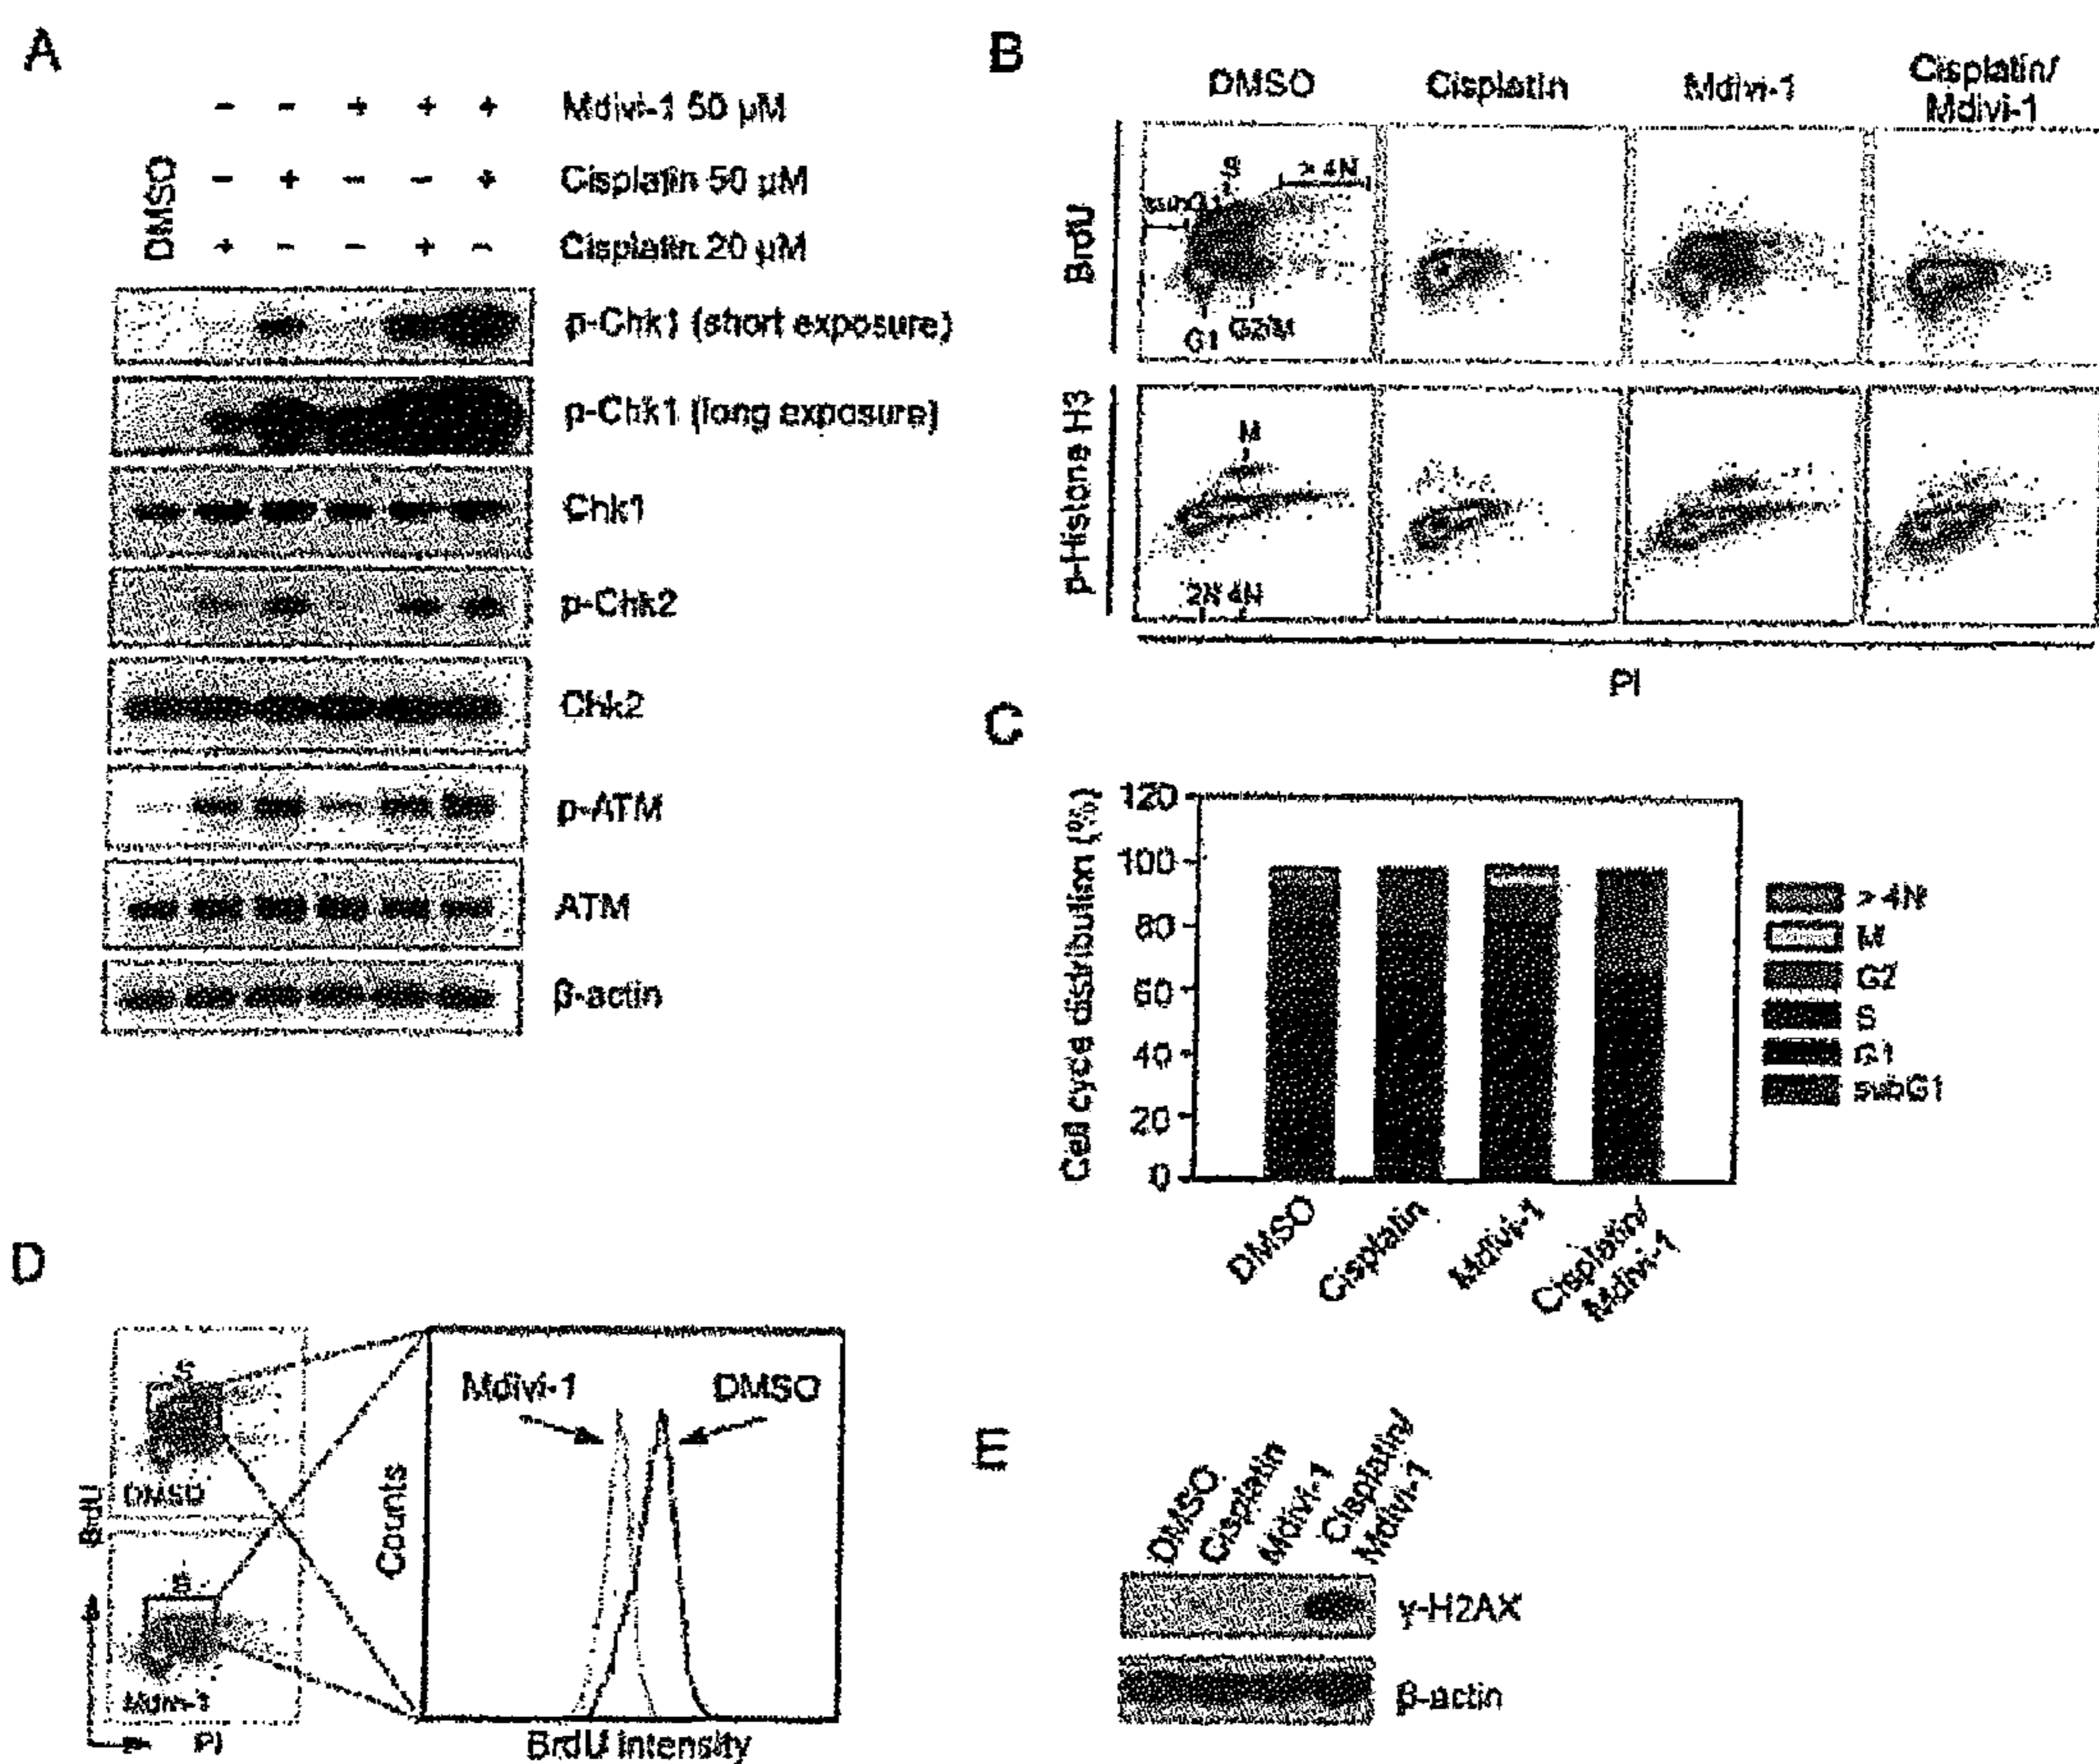 A
DMSO
- - + + + Mdivi-1 50 µM
- + - - + Cisplatin 50 µM
+ - - + - Cisplatin 20 µM
p-Chk1 (short exposure)
p-Chk1 (long exposure)
Chk1
p-Chk2
Chk2
p-ATM
ATM
β-actin
B
DMSO
Cisplatin
Mdivi-1
Cisplatin/
Mdivi-1
BrdU
S
> 4N
subG1
G1
G2/M
p-Histone H3
M
2N 4N
PI
C
Cell cycle distribution (%)
120
100
80
60
40
20
0
DMSO
Cisplatin
Mdivi-1
Cisplatin/
Mdivi-1
> 4N
M
G2
S
G1
subG1
D
BrdU
S
DMSO
S
Mdivi-1
PI
Counts
Mdivi-1
DMSO
BrdU intensity
E
DMSO
Cisplatin
Mdivi-1
Cisplatin/
Mdivi-1
γ-H2AX
β-actin